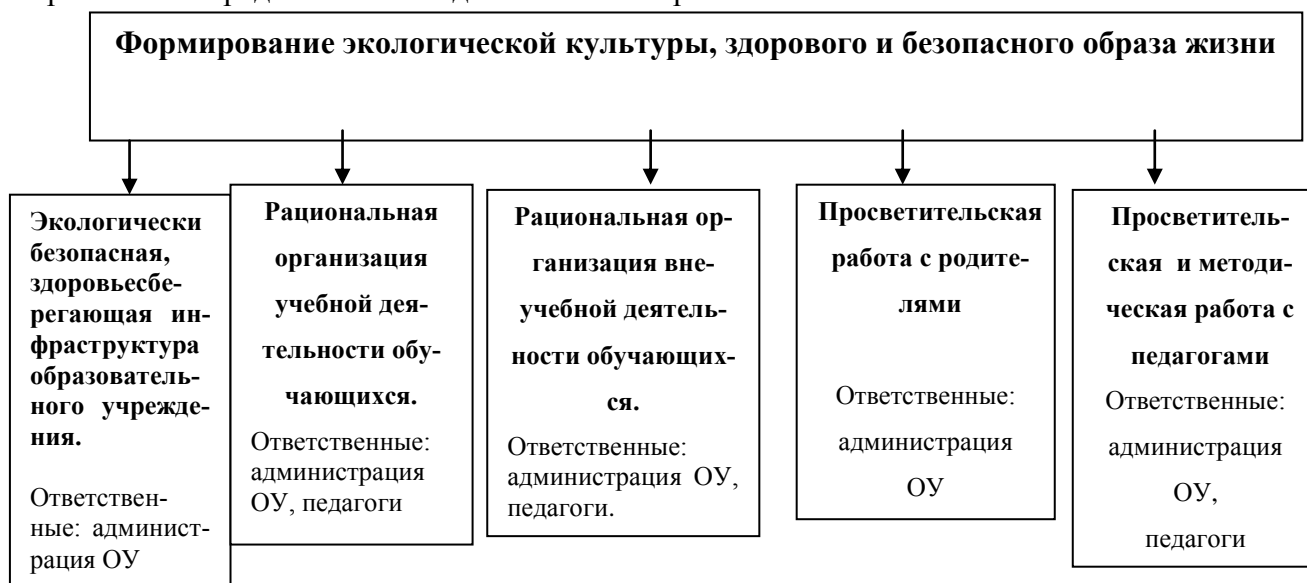 Формирование экологической культуры, здорового и безопасного образа жизни
Экологически
безопасная,
здоровьесбе-
регающая ин-
фраструктура
образователь-
ного учрежде-
ния.
Ответствен-
ные: админист-
рация ОУ
Рациональная
организация
учебной дея-
тельности обу-
чающихся.
Ответственные:
администрация
ОУ, педагоги
Рациональная ор-
ганизация вне-
учебной деятель-
ности обучающих-
ся.
Ответственные:
администрация ОУ,
педагоги.
Просветительская
работа с родите-
лями
Ответственные:
администрация
ОУ
Просветитель-
ская и методи-
ческая работа с
педагогами
Ответственные:
администрация
ОУ,
педагоги